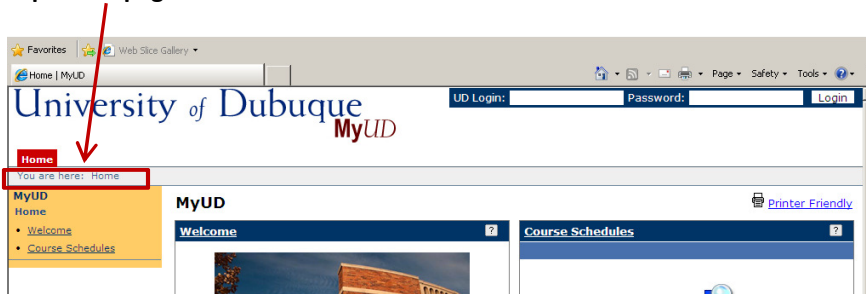 Favorites Web Slice Gallery
Home | MyUD Page Safety Tools
University of Dubuque
MyUD
UD Login: Password: Login
Home
You are here: Home
MyUD
Home
• Welcome
• Course Schedules
MyUD
Printer Friendly
Welcome ?
Course Schedules ?